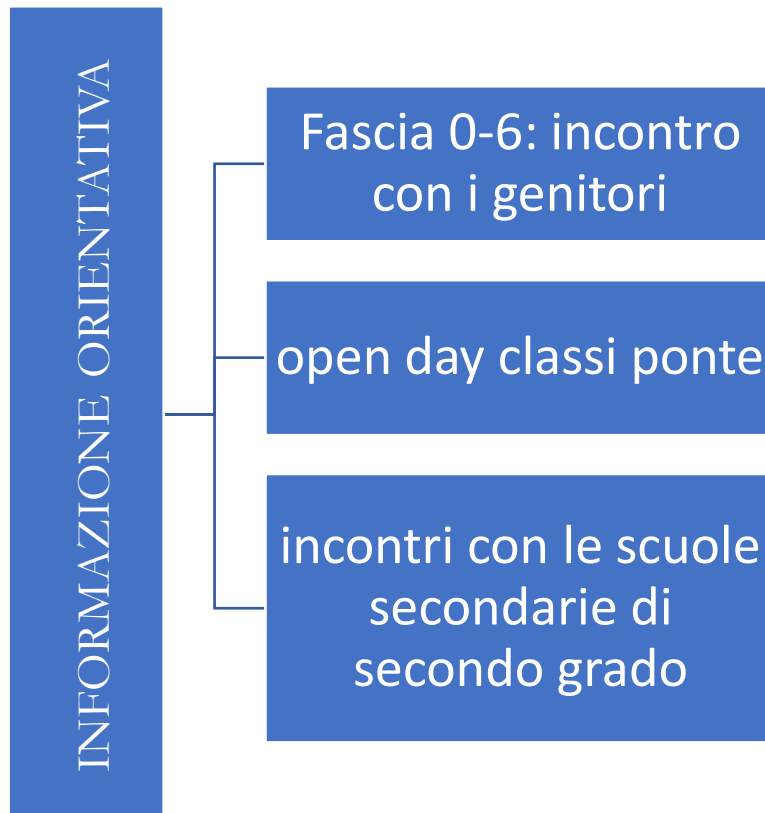 INFORMAZIONE ORIENTATIVA
Fascia 0-6: incontro
con i genitori
open day classi ponte
incontri con le scuole
secondarie di
secondo grado